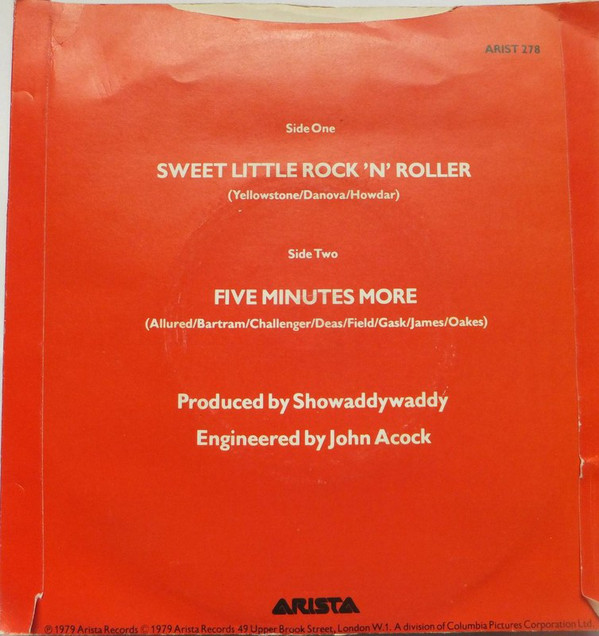 ARIST 278
Side One
SWEET LITTLE ROCK 'N' ROLLER
(Yellowstone/Danova/Howdar)
Side Two
FIVE MINUTES MORE
(Allured/Bartram/Challenger/Deas/Field/Gask/James/Oakes)
Produced by Showaddywaddy
Engineered by John Acock
ARISTA
℗ 1979 Arista Records © 1979 Arista Records 49 Upper Brook Street, London W.1. A division of Columbia Pictures Corporation Ltd.